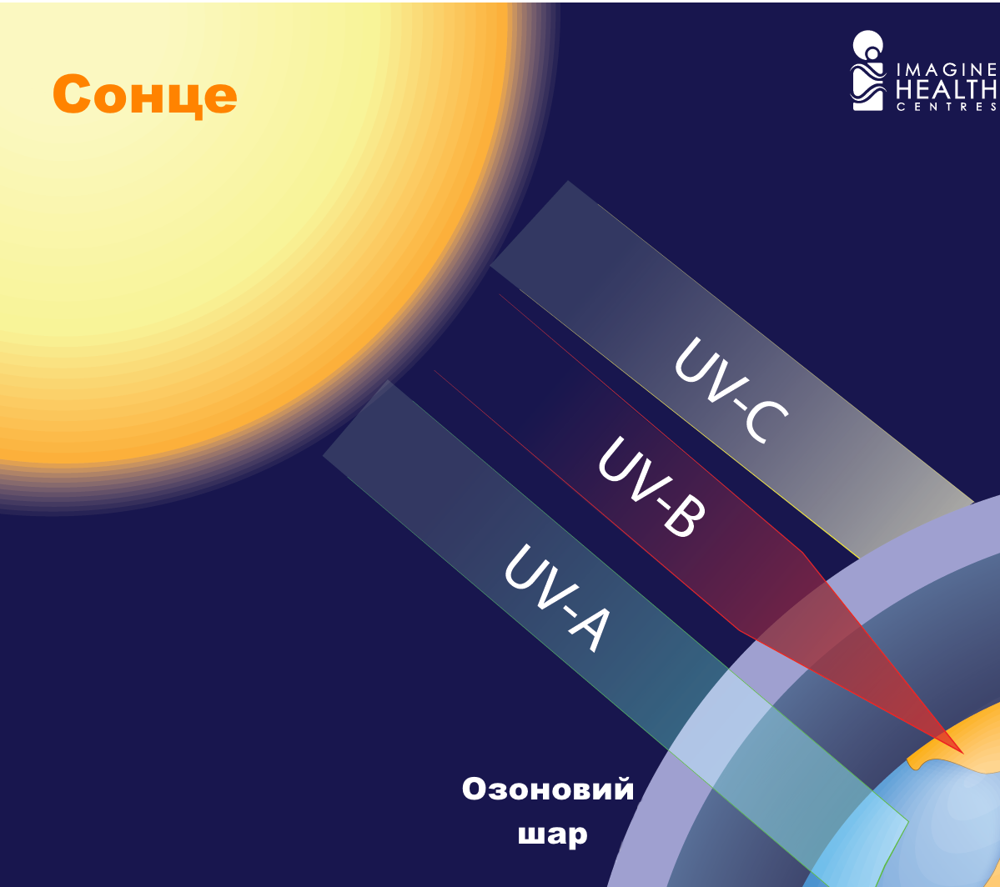 Сонце
IMAGINE
HEALTH
CENTRES
UV-C
UV-B
UV-A
Озоновий
шар